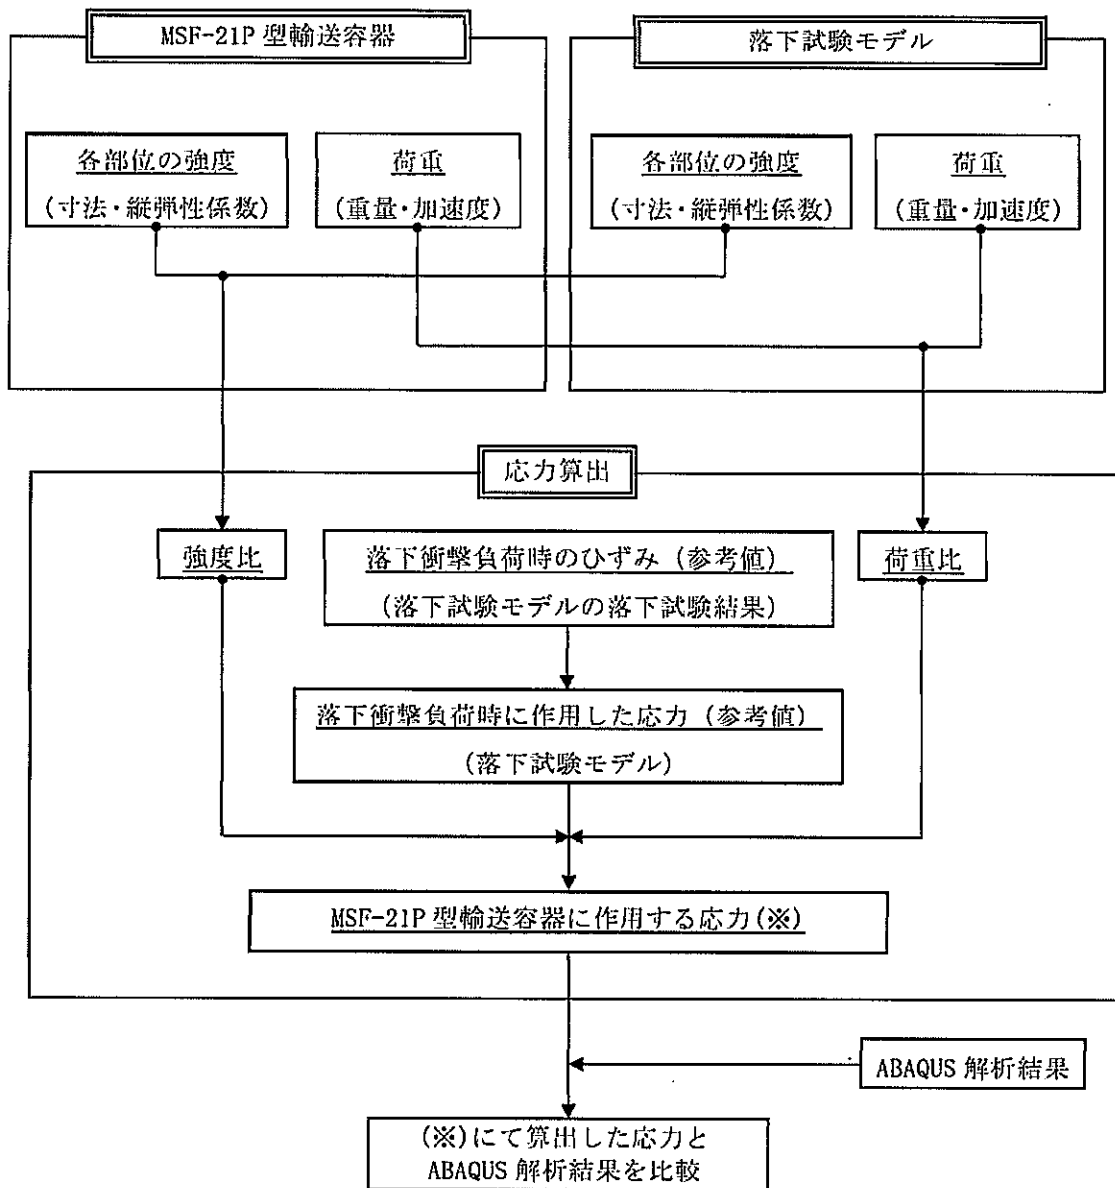 MSF-21P 型輸送容器
落下試験モデル
各部位の強度
(寸法・縦弾性係数)
荷重
(重量・加速度)
各部位の強度
(寸法・縦弾性係数)
荷重
(重量・加速度)
応力算出
強度比
落下衝撃負荷時のひずみ (参考値)
(落下試験モデルの落下試験結果)
荷重比
落下衝撃負荷時に作用した応力 (参考値)
(落下試験モデル)
MSF-21P 型輸送容器に作用する応力(※)
ABAQUS 解析結果
(※)にて算出した応力と
ABAQUS 解析結果を比較